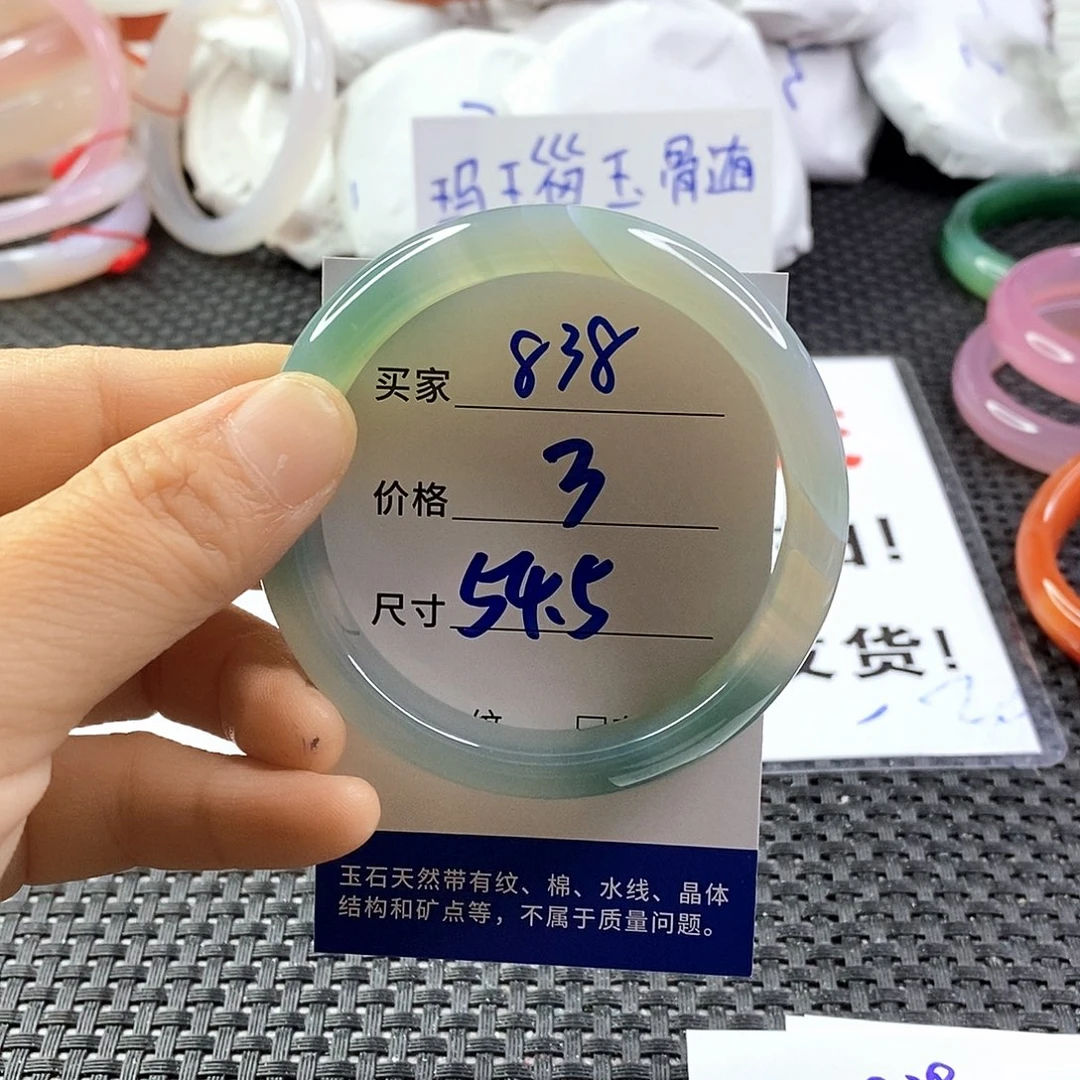 玛瑙玉骨随
买家 838
价格 3
尺寸 54.5
货!
玉石天然带有纹、棉、水线、晶体
结构和矿点等，不属于质量问题。